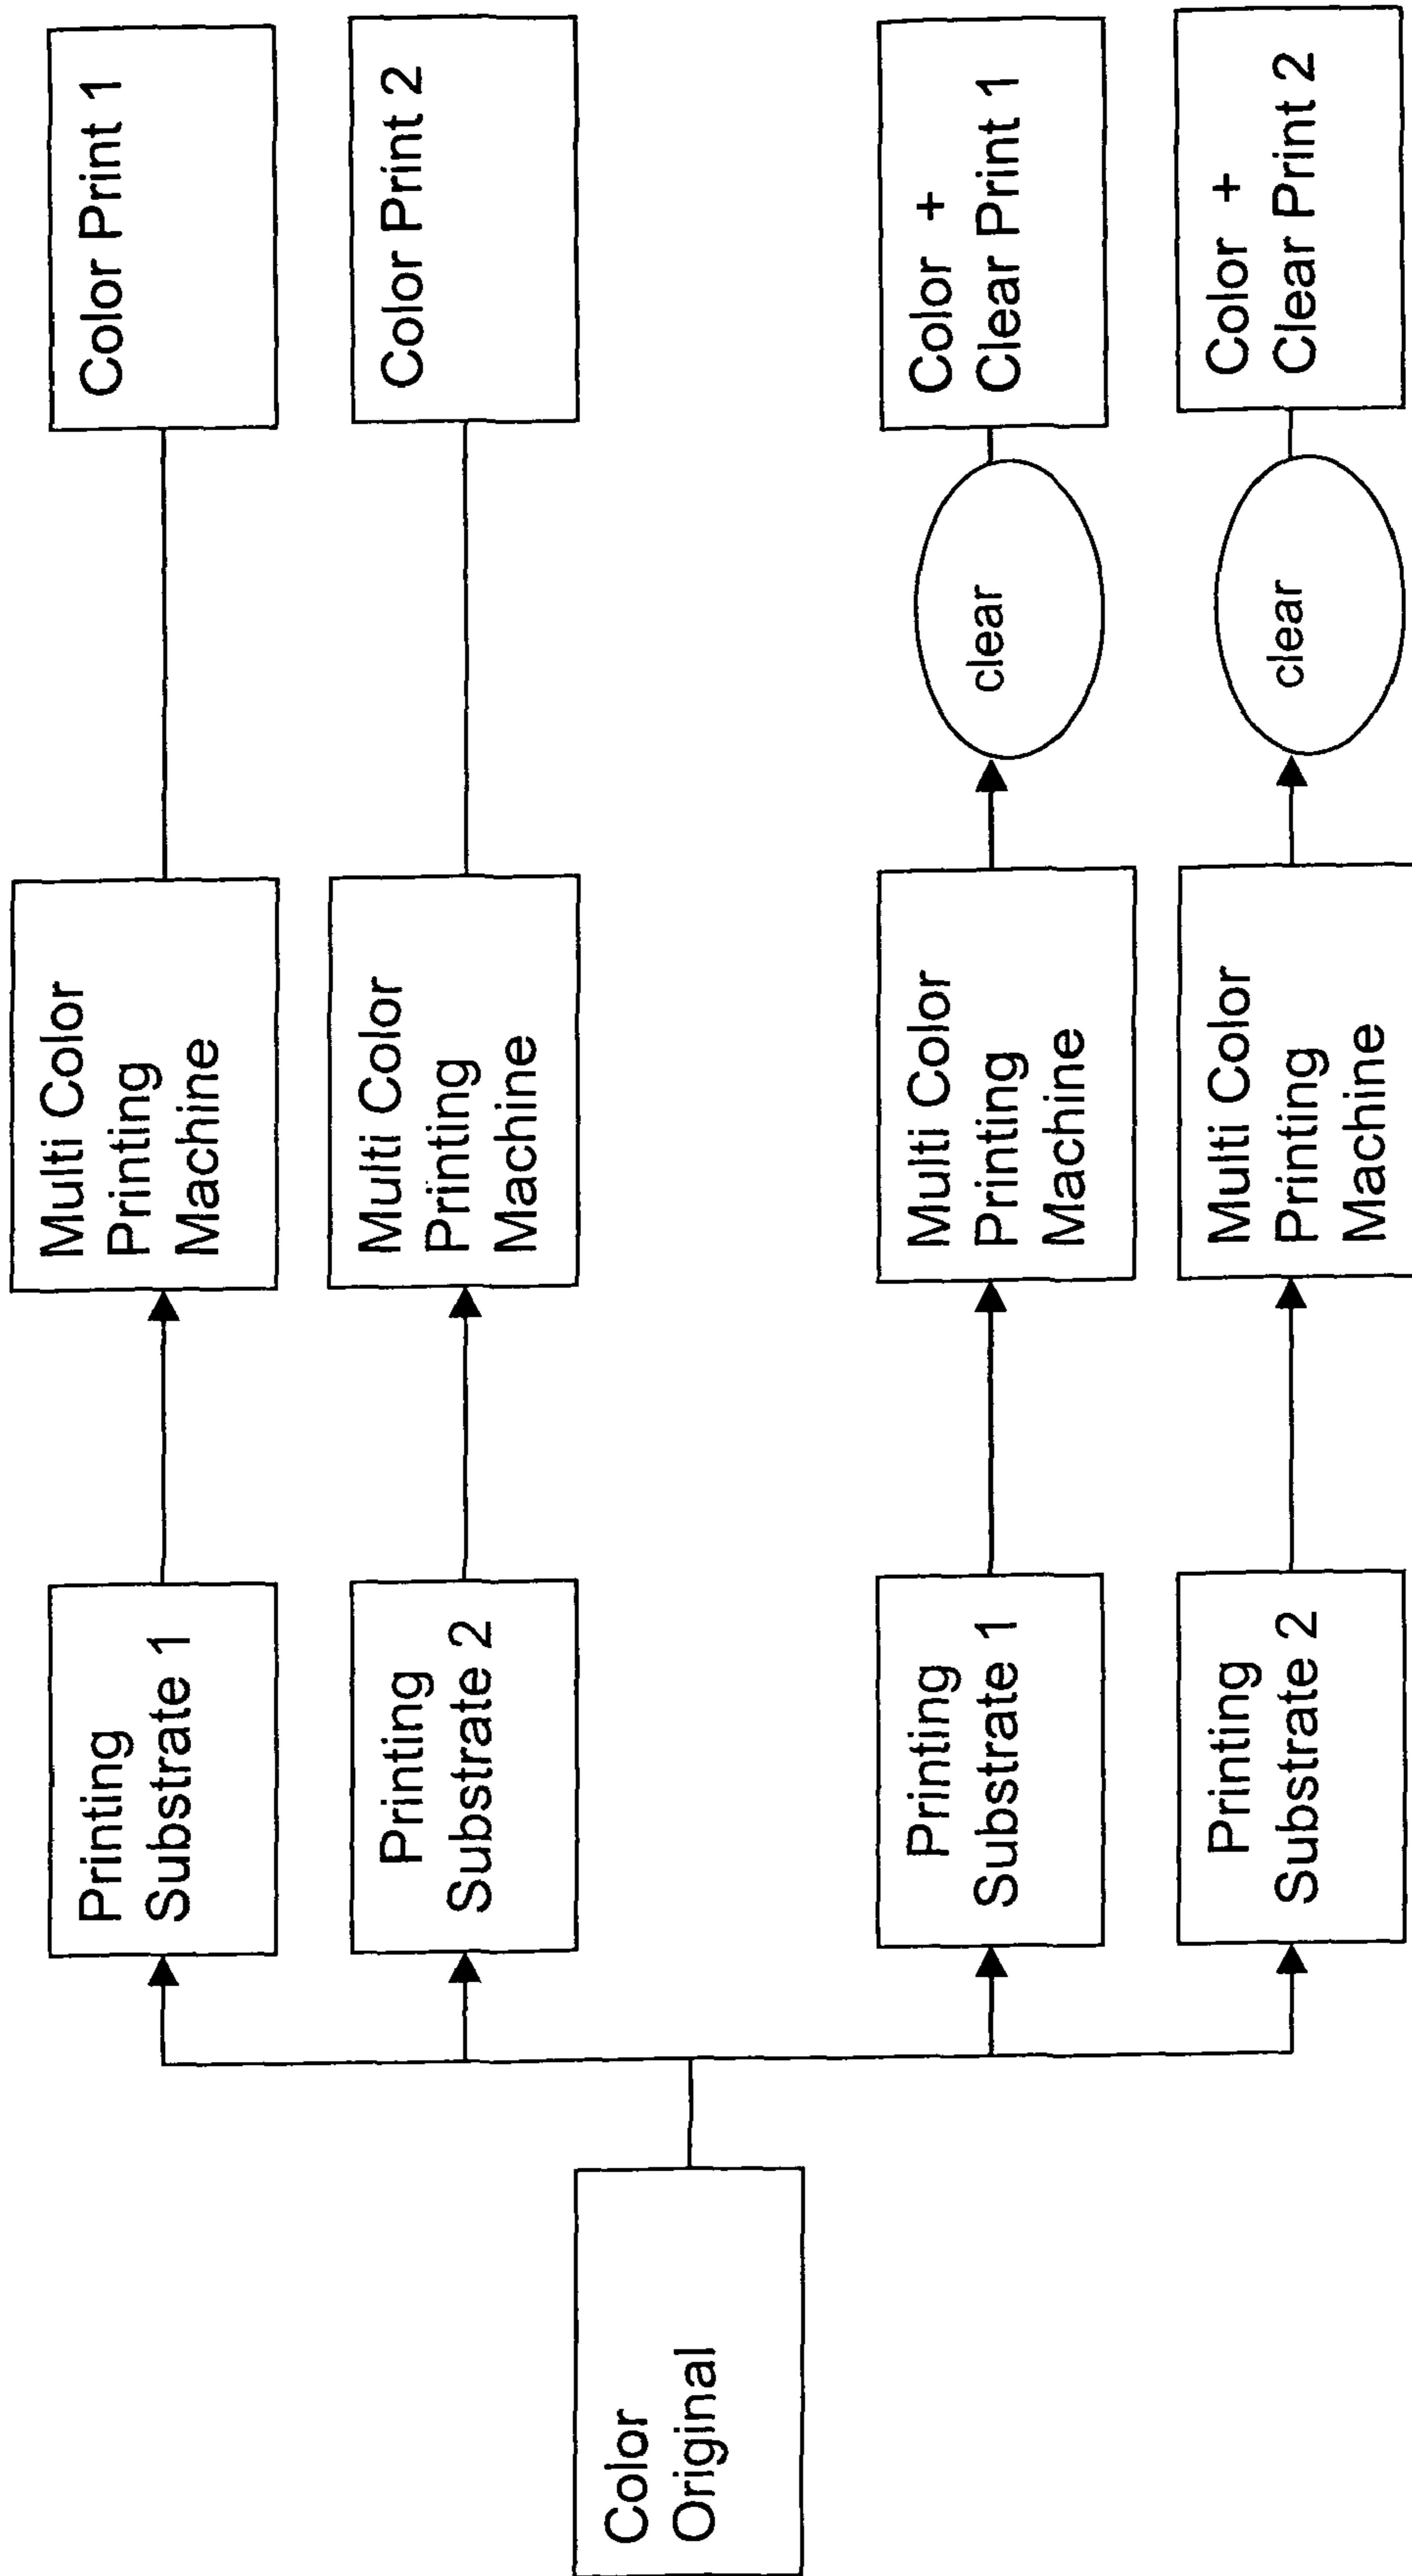 Color
Original
Printing
Substrate 1
Multi Color
Printing
Machine
Color Print 1
Printing
Substrate 2
Multi Color
Printing
Machine
Color Print 2
Printing
Substrate 1
Multi Color
Printing
Machine
clear
Color +
Clear Print 1
Printing
Substrate 2
Multi Color
Printing
Machine
clear
Color +
Clear Print 2